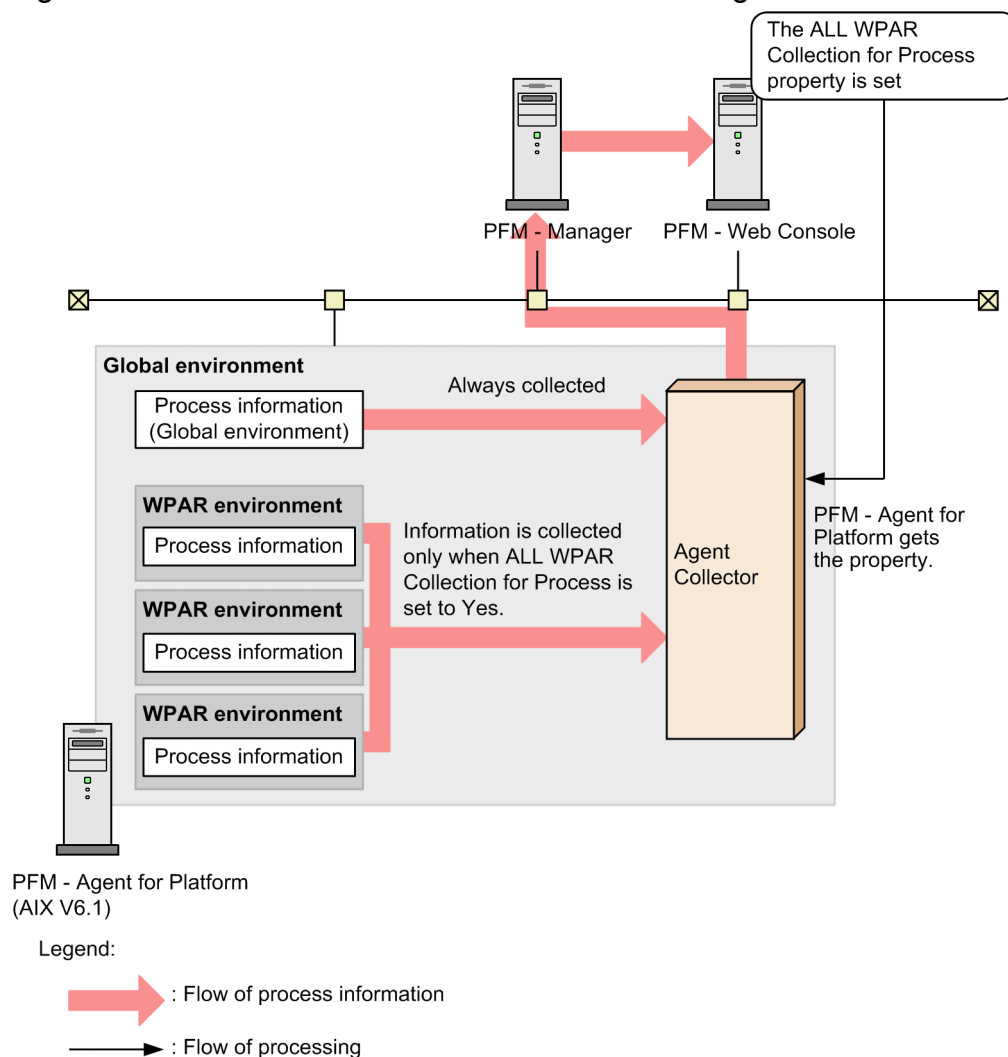 The ALL WPAR
Collection for Process
property is set
PFM - Manager
PFM - Web Console
Global environment
Process information
(Global environment)
Always collected
WPAR environment
Process information
WPAR environment
Process information
WPAR environment
Process information
Information is collected
only when ALL WPAR
Collection for Process is
set to Yes.
Agent
Collector
PFM - Agent for
Platform gets
the property.
PFM - Agent for Platform
(AIX V6.1)
Legend:
: Flow of process information
: Flow of processing